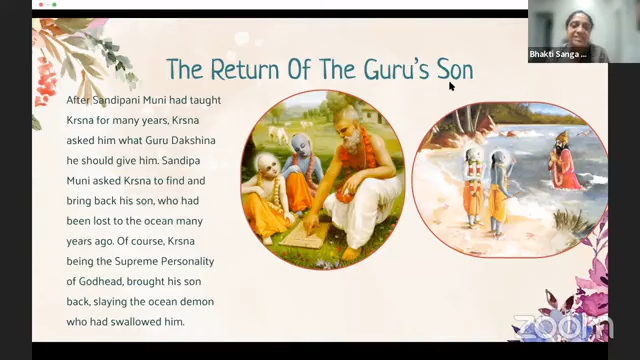 Bhakti Sanga ...
The Return Of The Guru's Son
After Sandipani Muni had taught
Krsna for many years, Krsna
asked him what Guru Dakshina
he should give him. Sandipa
Muni asked Krsna to find and
bring back his son, who had
been lost to the ocean many
years ago. Of course, Krsna
being the Supreme Personality
of Godhead, brought his son
back, slaying the ocean demon
who had swallowed him.
zoom